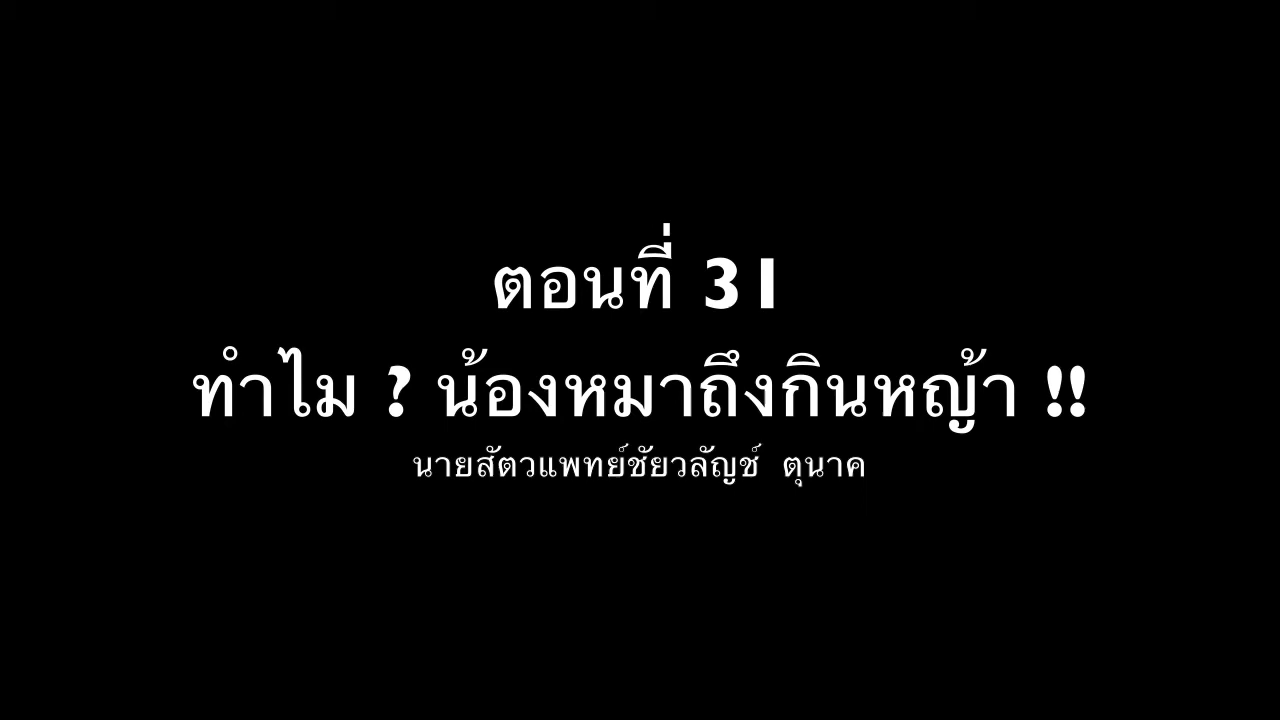 ตอนที่ 31
ทำไม ? น้องหมาถึงกินหญ้า !!
นายสัตวแพทย์ชัยวลัญช์ ตุนาค